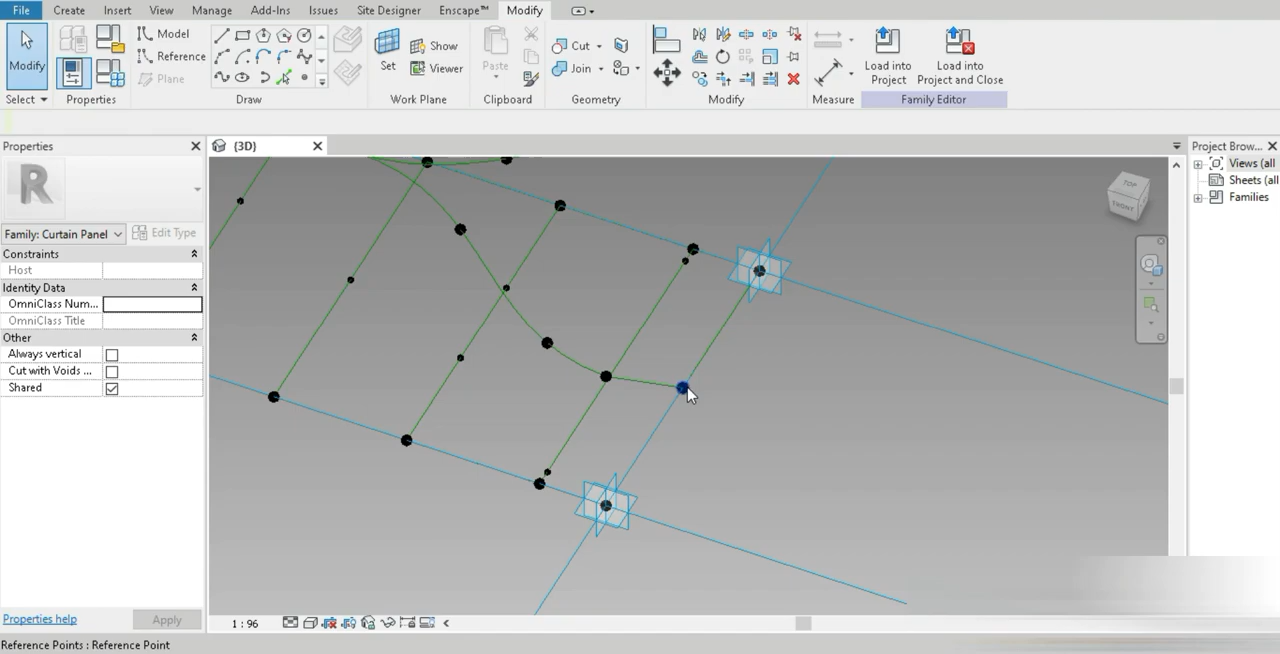 File Create Insert View Manage Add-Ins Issues Site Designer Enscape™ Modify
Modify
Model
Reference
Plane
Set
Show
Viewer
Paste
Cut
Join
Load into
Project
Load into
Project and Close
Select Properties Draw Work Plane Clipboard Geometry Modify Measure Family Editor
Properties
{3D}
Project Brow...
R
Views (all
Sheets (all
Families
Family: Curtain Panel
Edit Type
Constraints
Host
Identity Data
OmniClass Num...
OmniClass Title
Other
Always vertical
Cut with Voids ...
Shared
TOP
FRONT
Properties help
Apply
1 : 96
Reference Points : Reference Point